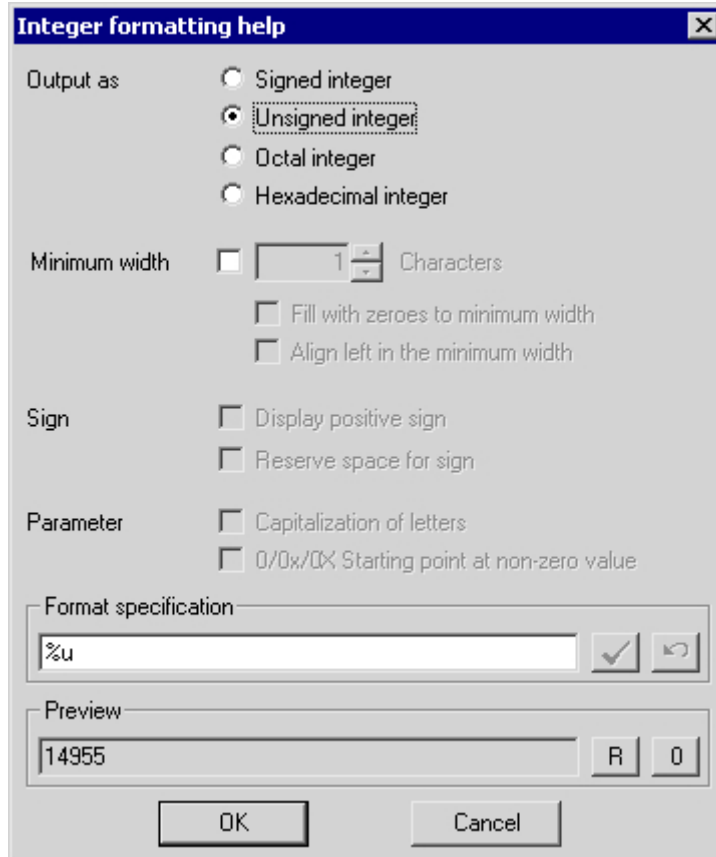 Integer formatting help
Output as
Signed integer
Unsigned integer
Octal integer
Hexadecimal integer
Minimum width 1 Characters
Fill with zeroes to minimum width
Align left in the minimum width
Sign
Display positive sign
Reserve space for sign
Parameter
Capitalization of letters
0/0x/0X Starting point at non-zero value
Format specification
%u
Preview
14955 R 0
OK Cancel